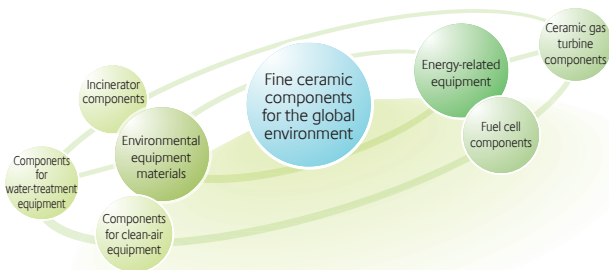 Ceramic gas
turbine
components
Energy-related
equipment
Fine ceramic
components
for the global
environment
Incinerator
components
Environmental
equipment
materials
Fuel cell
components
Components
for
water-treatment
equipment
Components
for clean-air
equipment